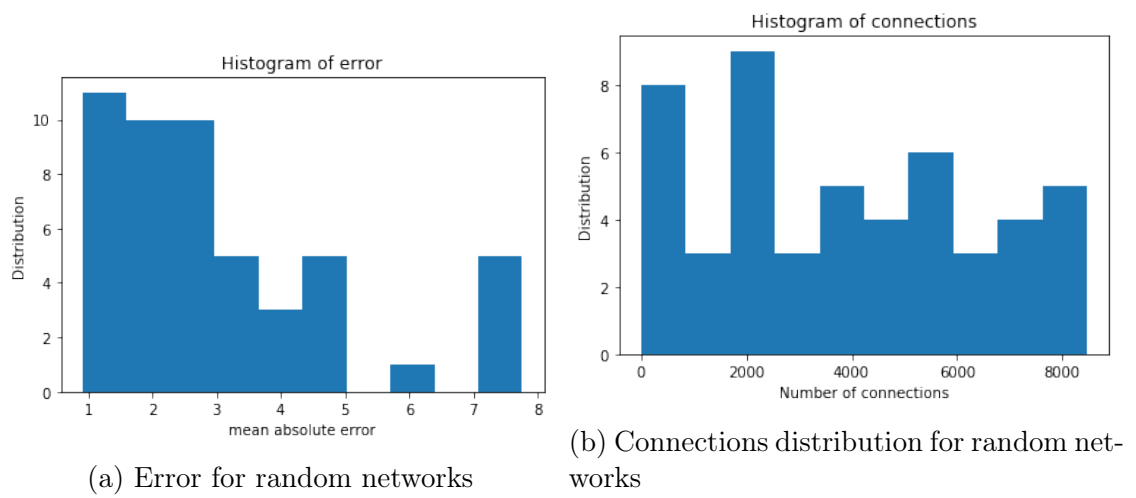 Histogram of error
Distribution
10
8
6
4
2
0
1 2 3 4 5 6 7 8
mean absolute error
(a) Error for random networks
Histogram of connections
Distribution
8
6
4
2
0
0 2000 4000 6000 8000
Number of connections
(b) Connections distribution for random net-
works